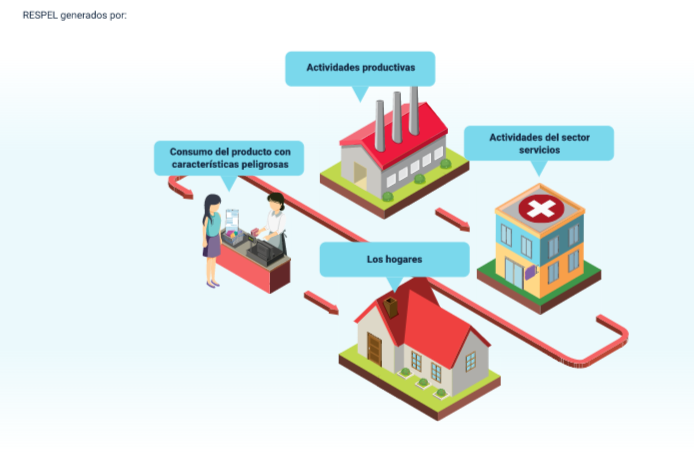 RESPEL generados por:
Actividades productivas
Actividades del sector
servicios
Consumo del producto con
características peligrosas
Los hogares